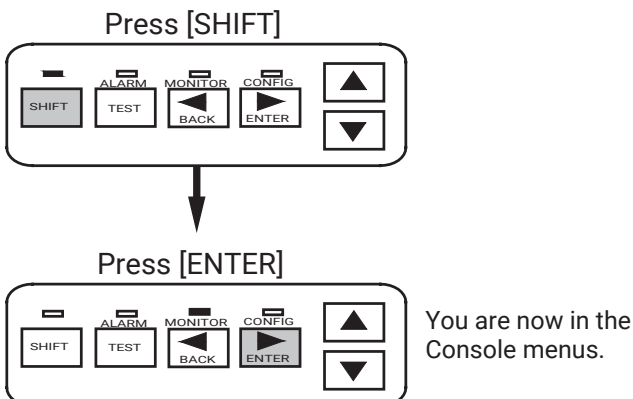 Press [SHIFT]
ALARM MONITOR CONFIG
SHIFT TEST BACK ENTER
Press [ENTER]
ALARM MONITOR CONFIG
SHIFT TEST BACK ENTER
You are now in the
Console menus.